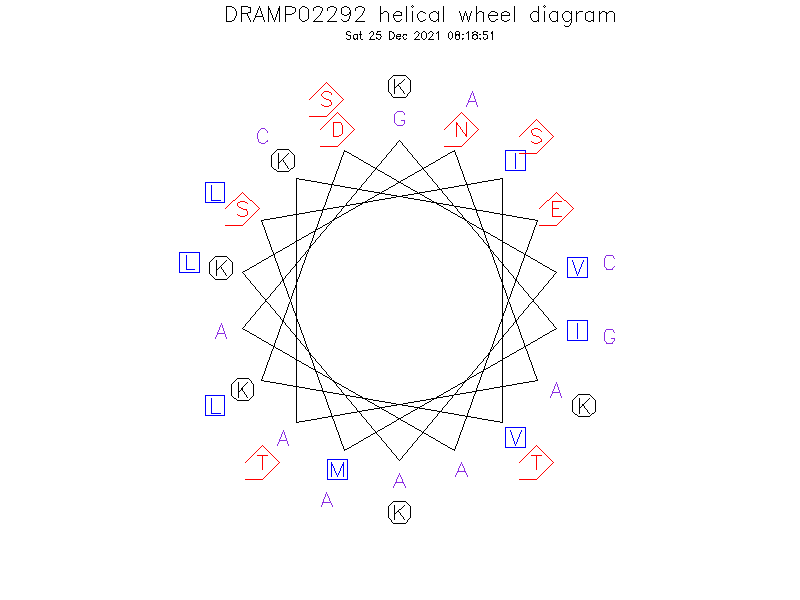 DRAMP02292 helical wheel diagram
Sat 25 Dec 2021 08:18:51
K
S A
G
D N
C S
K I
L
S E
L K V C
A I G
K A
L K
A V
T T
M A
A
A
K